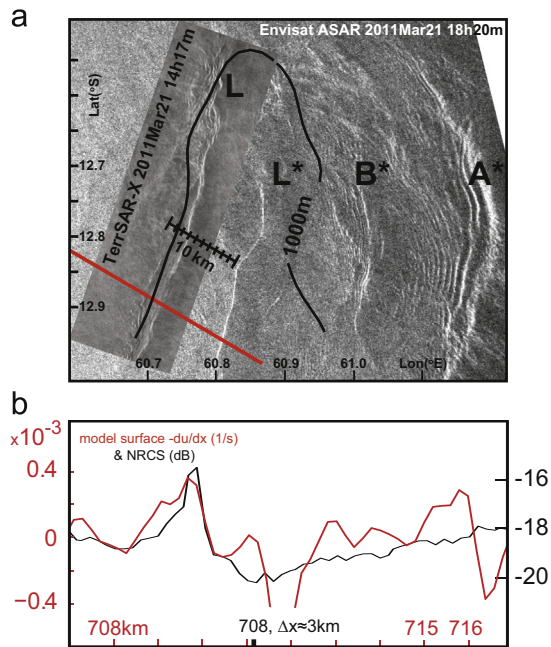 a
Envisat ASAR 2011Mar21 18h20m
TerrSAR-X 2011Mar21 14h17m
Lat(°S)
L
L*
B*
A*
-12.7
-12.8
-12.9
10 km
1000m
60.7 60.8 60.9 61.0 Lon(°E)
b
x10⁻³
model surface -du/dx (1/s)
& NRCS (dB)
0.4
0
−0.4
-16
-18
-20
708km 708, Δx≈3km 715 716